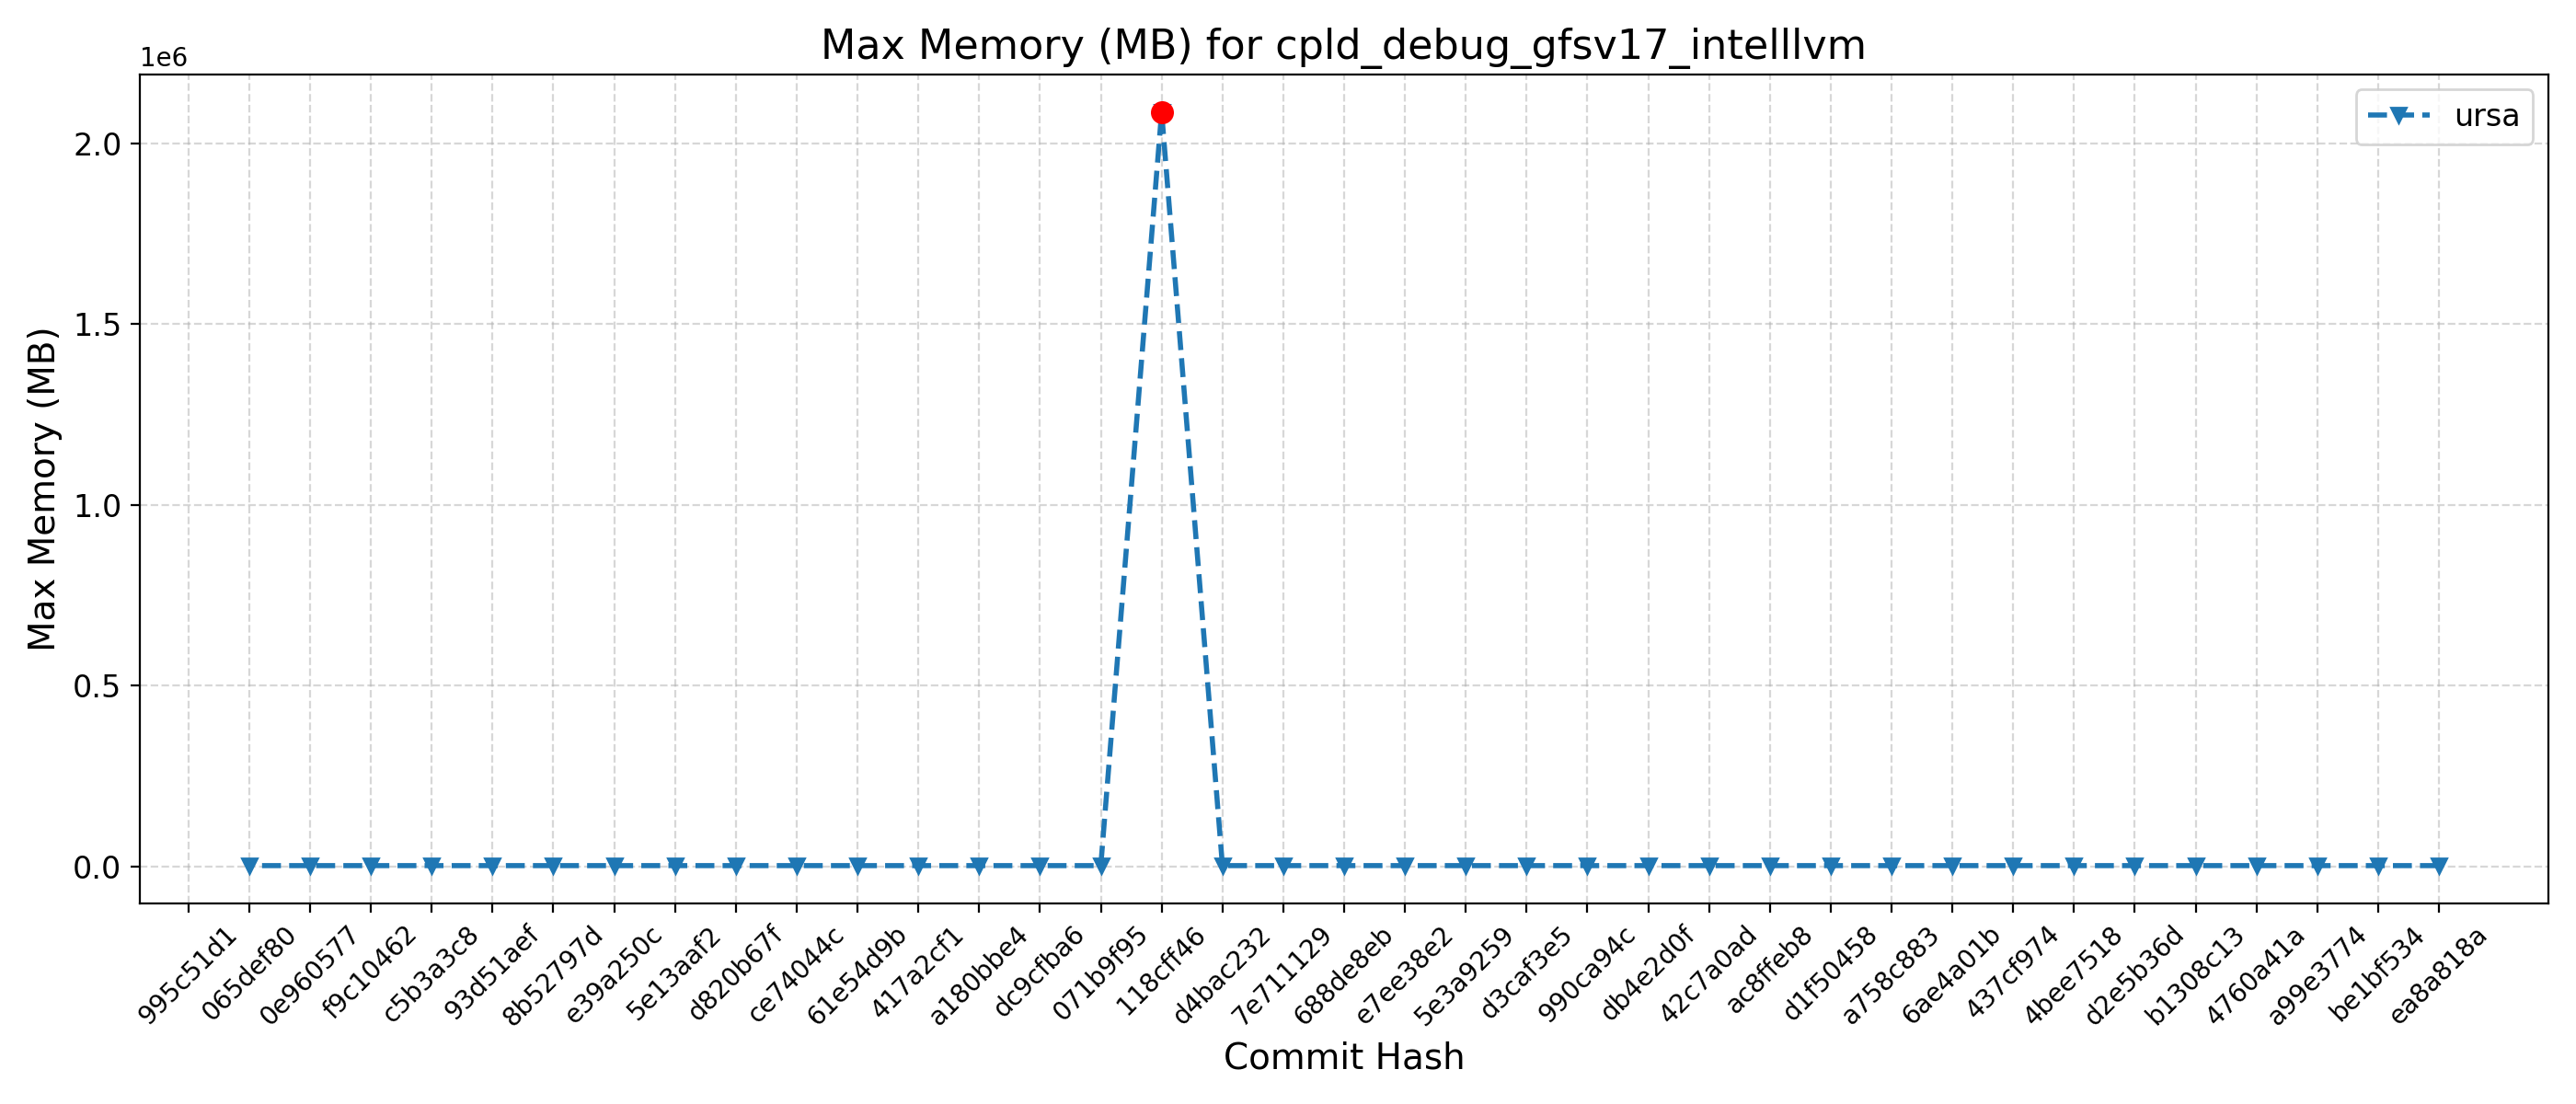 Max Memory (MB) for cpld_debug_gfsv17_intelllvm
1e6
2.0
1.5
1.0
0.5
0.0
Max Memory (MB)
ursa
995c51d1
065def80
0e960577
f9c10462
c5b3a3c8
93d51aef
8b52797d
e39a250c
5e13aaf2
d820b67f
ce74044c
61e54d9b
417a2cf1
a180bbe4
dc9cfba6
071b9f95
118cff46
d4bac232
7e711129
688de8eb
e7ee38e2
5e3a9259
d3caf3e5
990ca94c
db4e2d0f
42c7a0ad
ac8ffeb8
d1f50458
a758c883
6ae4a01b
437cf974
4bee7518
d2e5b36d
b1308c13
4760a41a
a99e3774
be1bf534
ea8a818a
Commit Hash